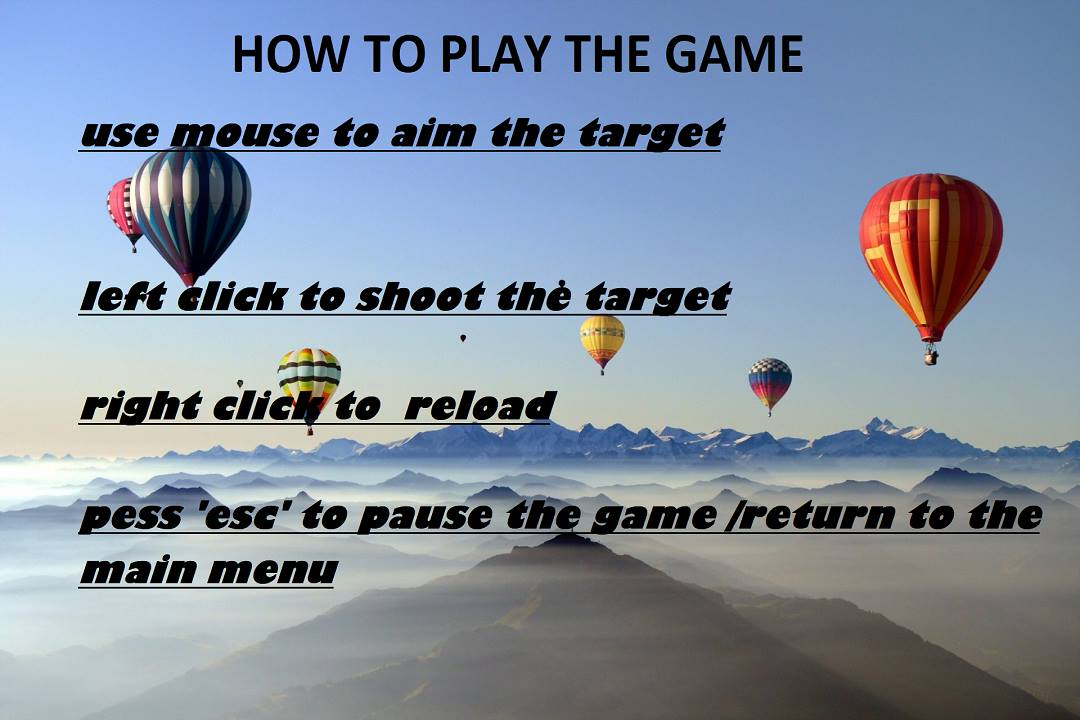 HOW TO PLAY THE GAME
use mouse to aim the target
left click to shoot the target
right click to  reload
pess 'esc' to pause the game /return to the
main menu